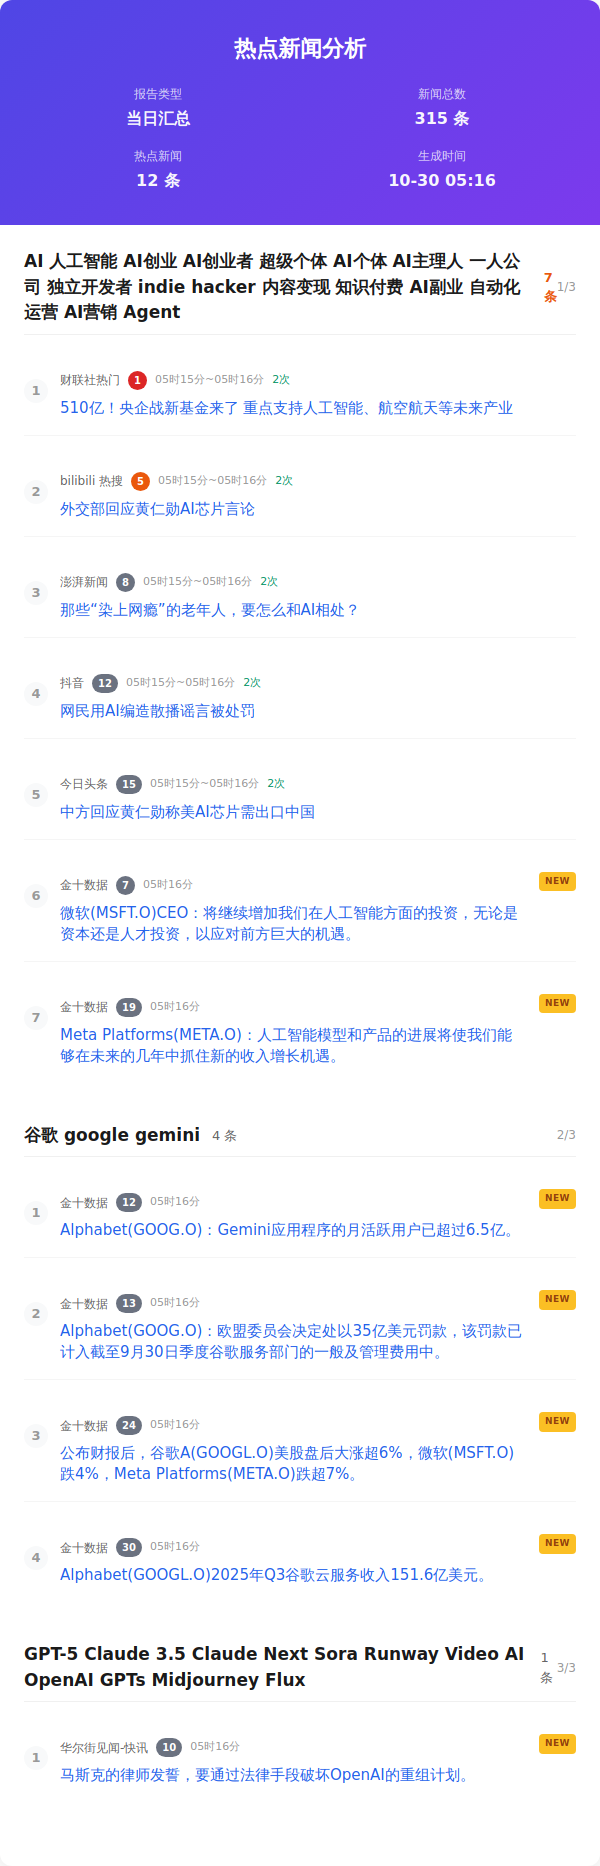 热点新闻分析
报告类型
新闻总数
当日汇总
315 条
热点新闻
生成时间
12 条
10-30 05:16
AI 人工智能 AI创业 AI创业者 超级个体 AI个体 AI主理人 一人公
司 独立开发者 indie hacker 内容变现 知识付费 AI副业 自动化
运营 AI营销 Agent
7
条
1/3
1
财联社热门 1 05时15分~05时16分 2次
510亿！央企战新基金来了 重点支持人工智能、航空航天等未来产业
2
bilibili 热搜 5 05时15分~05时16分 2次
外交部回应黄仁勋AI芯片言论
3
澎湃新闻 8 05时15分~05时16分 2次
那些“染上网瘾”的老年人，要怎么和AI相处？
4
抖音 12 05时15分~05时16分 2次
网民用AI编造散播谣言被处罚
5
今日头条 15 05时15分~05时16分 2次
中方回应黄仁勋称美AI芯片需出口中国
6
金十数据 7 05时16分 NEW
微软(MSFT.O)CEO：将继续增加我们在人工智能方面的投资，无论是
资本还是人才投资，以应对前方巨大的机遇。
7
金十数据 19 05时16分 NEW
Meta Platforms(META.O)：人工智能模型和产品的进展将使我们能
够在未来的几年中抓住新的收入增长机遇。
谷歌 google gemini 4 条 2/3
1
金十数据 12 05时16分 NEW
Alphabet(GOOG.O)：Gemini应用程序的月活跃用户已超过6.5亿。
2
金十数据 13 05时16分 NEW
Alphabet(GOOG.O)：欧盟委员会决定处以35亿美元罚款，该罚款已
计入截至9月30日季度谷歌服务部门的一般及管理费用中。
3
金十数据 24 05时16分 NEW
公布财报后，谷歌A(GOOGL.O)美股盘后大涨超6%，微软(MSFT.O)
跌4%，Meta Platforms(META.O)跌超7%。
4
金十数据 30 05时16分 NEW
Alphabet(GOOGL.O)2025年Q3谷歌云服务收入151.6亿美元。
GPT-5 Claude 3.5 Claude Next Sora Runway Video AI
OpenAI GPTs Midjourney Flux
1
条
3/3
1
华尔街见闻-快讯 10 05时16分 NEW
马斯克的律师发誓，要通过法律手段破坏OpenAI的重组计划。